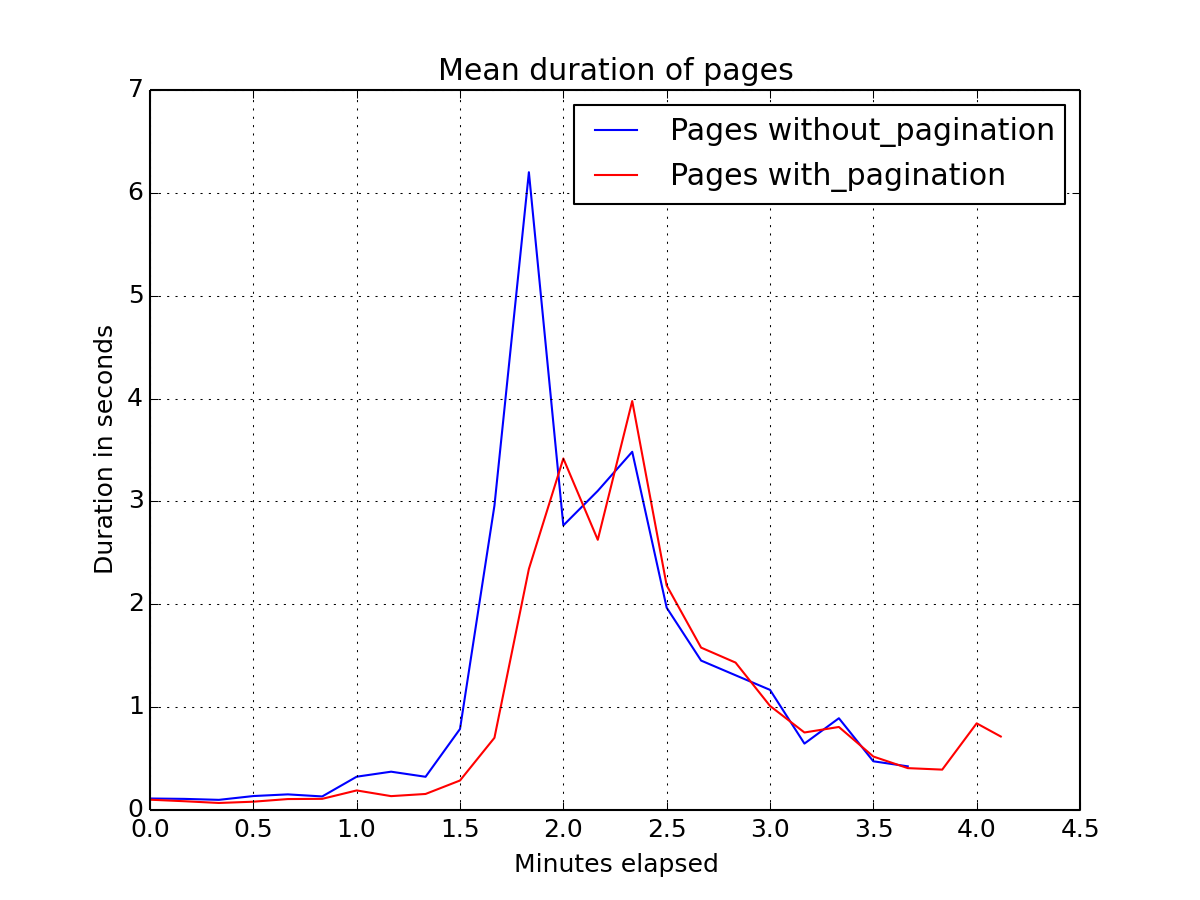 Mean duration of pages
Pages without_pagination
Pages with_pagination
7
6
5
4
3
2
1
0
Duration in seconds
0.0 0.5 1.0 1.5 2.0 2.5 3.0 3.5 4.0 4.5
Minutes elapsed